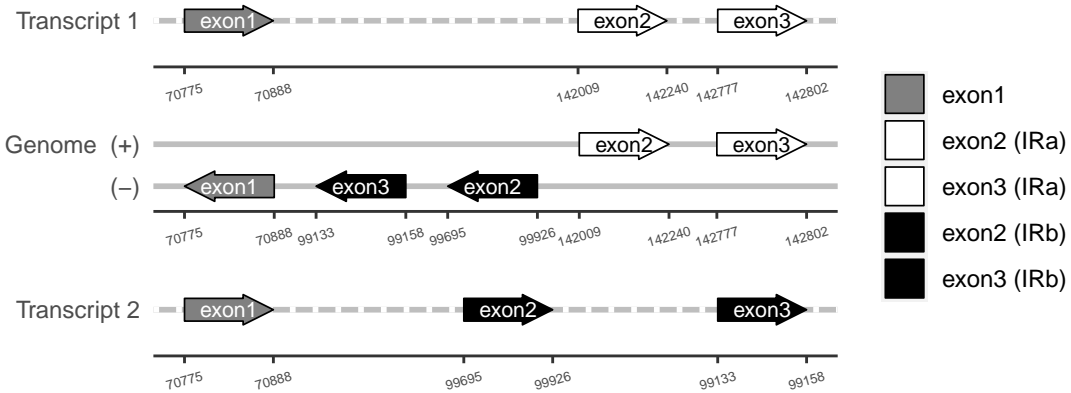 Transcript 1 exon1 exon2 exon3
70775 70888 142009 142240 142777 142802
Genome (+) exon2 exon3
(−) exon1 exon3 exon2
70775 70888 99133 99158 99695 99926 142009 142240 142777 142802
Transcript 2 exon1 exon2 exon3
70775 70888 99695 99926 99133 99158
exon1
exon2 (IRa)
exon3 (IRa)
exon2 (IRb)
exon3 (IRb)